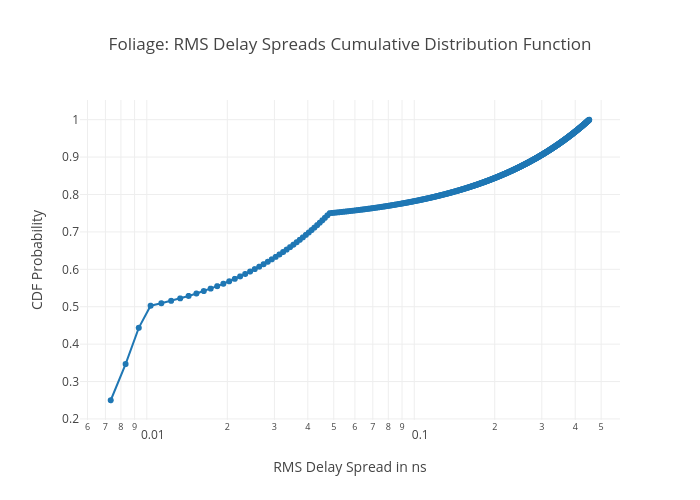 Foliage: RMS Delay Spreads Cumulative Distribution Function
1
0.9
0.8
0.7
0.6
0.5
0.4
0.3
0.2
CDF Probability
6 7 8 9 0.01 2 3 4 5 6 7 8 9 0.1 2 3 4 5
RMS Delay Spread in ns